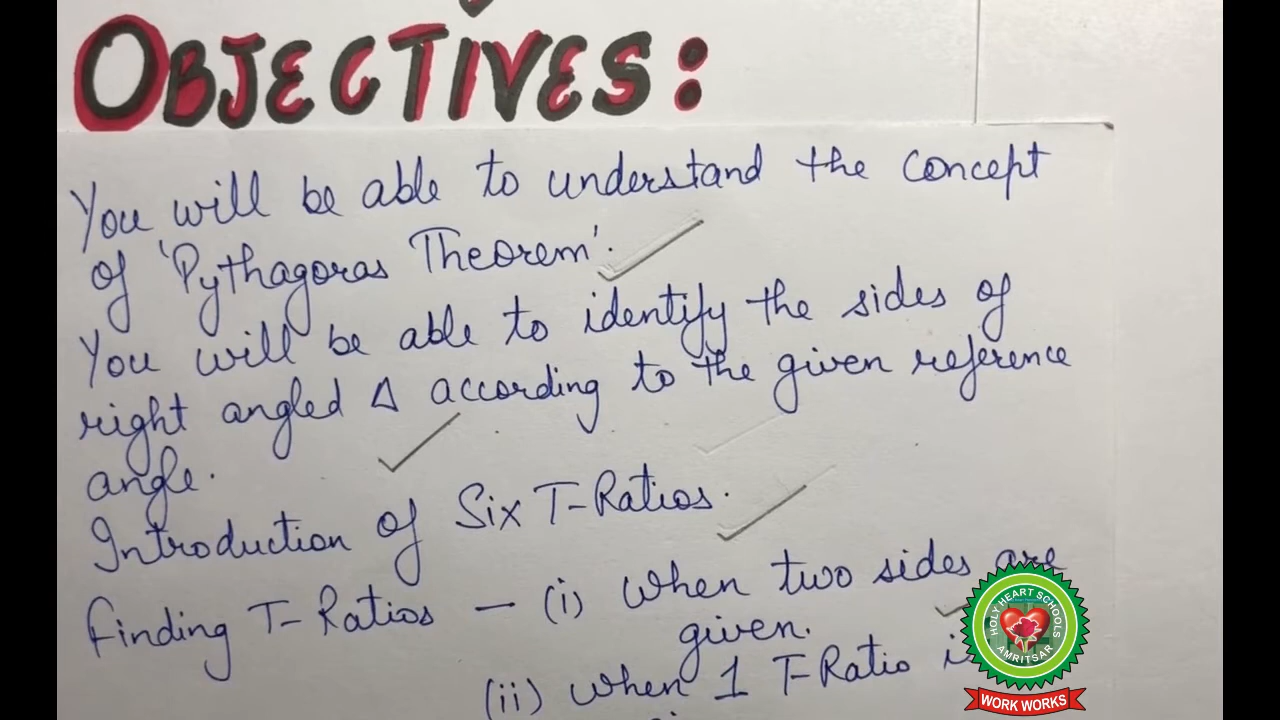 OBJECTIVES:
You will be able to understand the concept
of 'Pythagoras Theorem'.
You will be able to identify the sides of
right angled Δ according to the given reference
angle.
Introduction of Six T-Ratios.
Finding T-Ratios — (i) When two sides are
given.
(ii) When 1 T-Ratio
HOLY HEART SCHOOLS
AMRITSAR
WORK WORKS